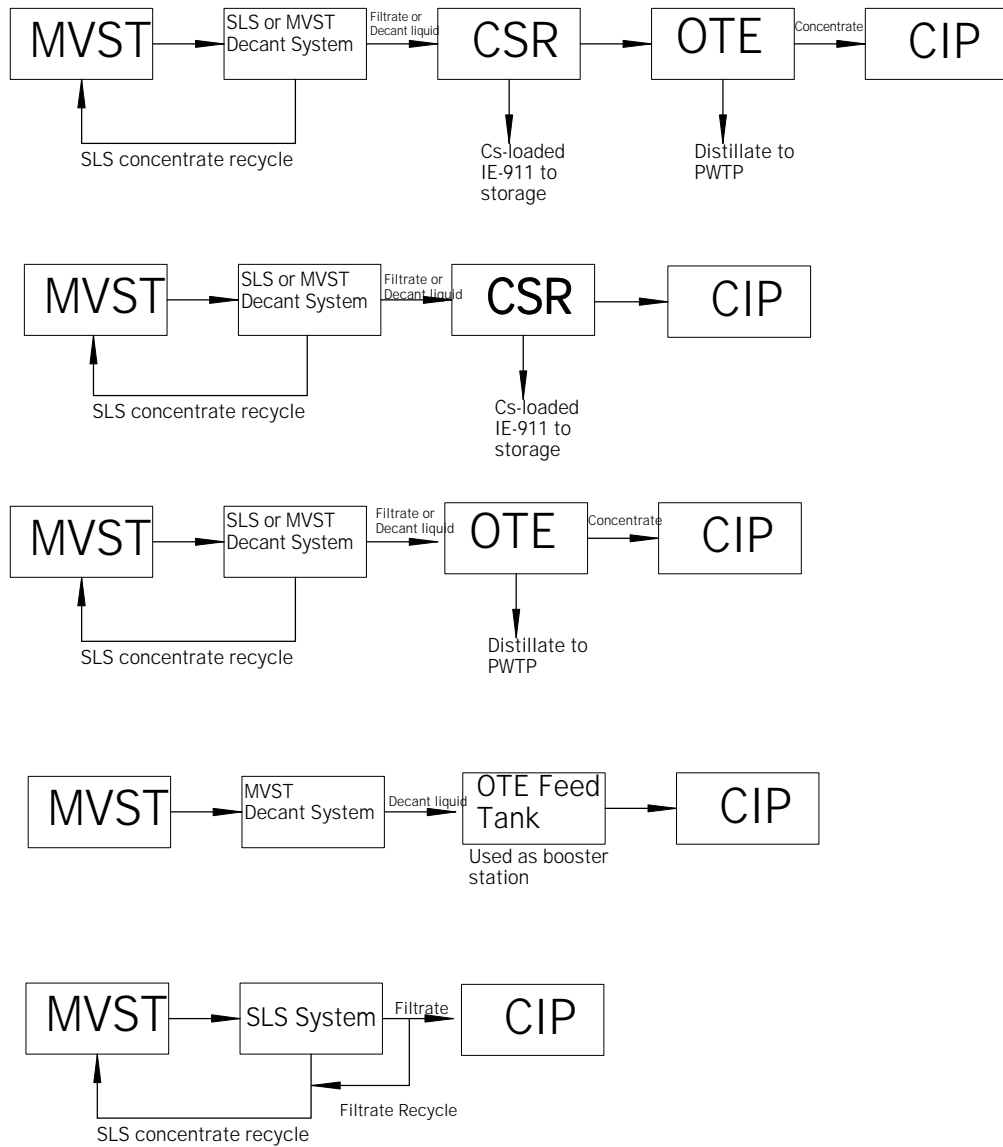 MVST
SLS or MVST
Decant System
Filtrate or
Decant liquid
CSR
OTE
Concentrate
CIP
SLS concentrate recycle
Cs-loaded
IE-911 to
storage
Distillate to
PWTP
MVST
SLS or MVST
Decant System
Filtrate or
Decant liquid
CSR
CIP
SLS concentrate recycle
Cs-loaded
IE-911 to
storage
MVST
SLS or MVST
Decant System
Filtrate or
Decant liquid
OTE
Concentrate
CIP
SLS concentrate recycle
Distillate to
PWTP
MVST
MVST
Decant System
Decant liquid
OTE Feed
Tank
CIP
Used as booster
station
MVST
SLS System
Filtrate
CIP
Filtrate Recycle
SLS concentrate recycle